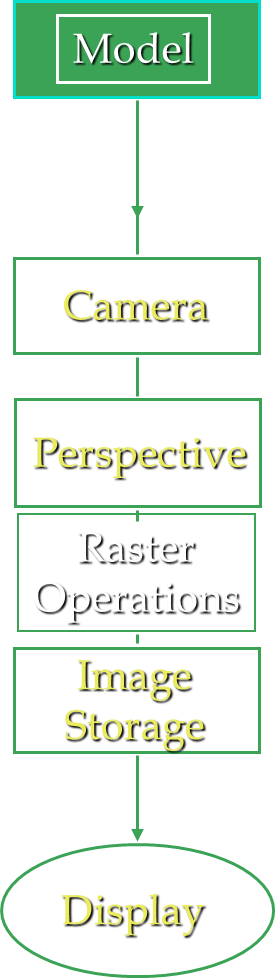 Model
Camera
Perspective
Raster
Operations
Image
Storage
Display